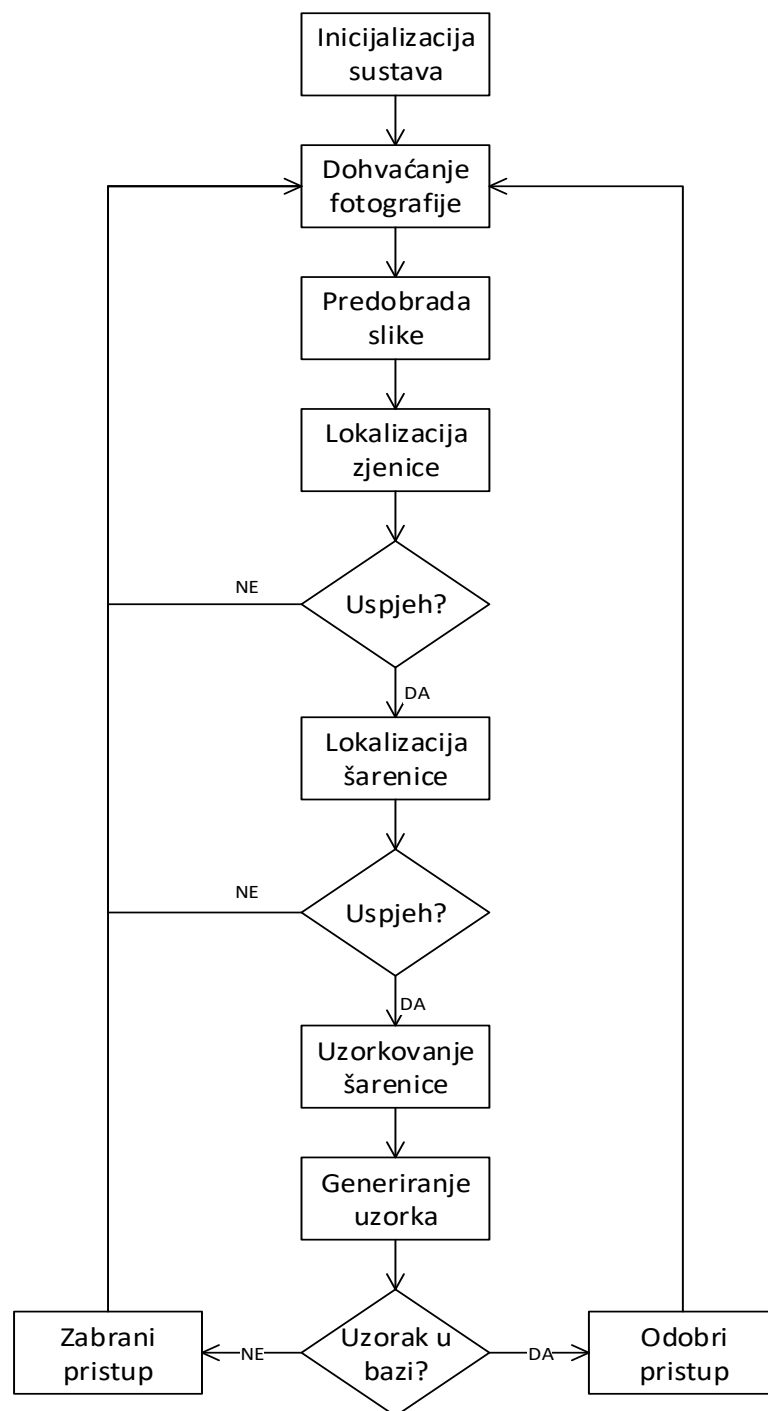 Inicijalizacija
sustava
Dohvaćanje
fotografije
Predobrada
slike
Lokalizacija
zjenice
NE
Uspjeh?
DA
Lokalizacija
šarenice
NE
Uspjeh?
DA
Uzorkovanje
šarenice
Generiranje
uzorka
Zabrani
pristup
NE
Uzorak u
bazi?
DA
Odobri
pristup